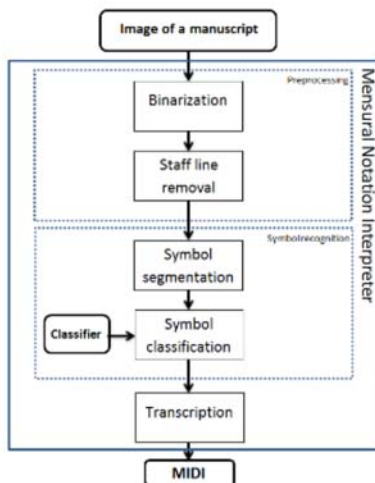 Image of a manuscript
Preprocessing
Binarization
Staff line
removal
Symbolrecognition
Symbol
segmentation
Classifier
Symbol
classification
Transcription
MIDI
Mensural Notation Interpreter